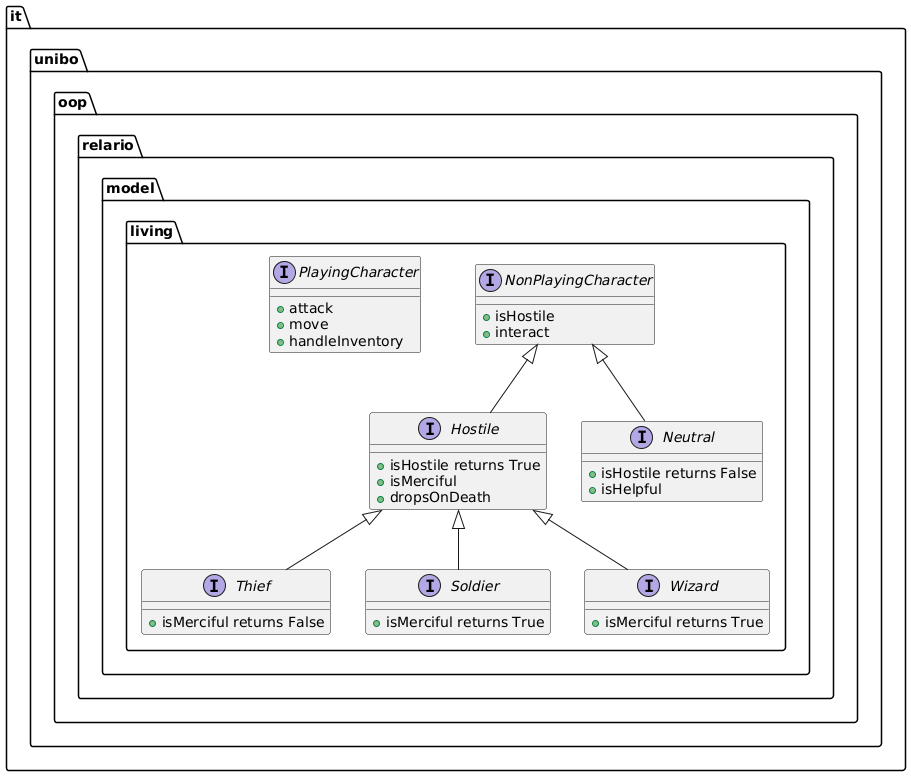 it
unibo
oop
relario
model
living
I PlayingCharacter
attack
move
handleInventory
I NonPlayingCharacter
isHostile
interact
I Hostile
isHostile returns True
isMerciful
dropsOnDeath
I Neutral
isHostile returns False
isHelpful
I Thief
isMerciful returns False
I Soldier
isMerciful returns True
I Wizard
isMerciful returns True